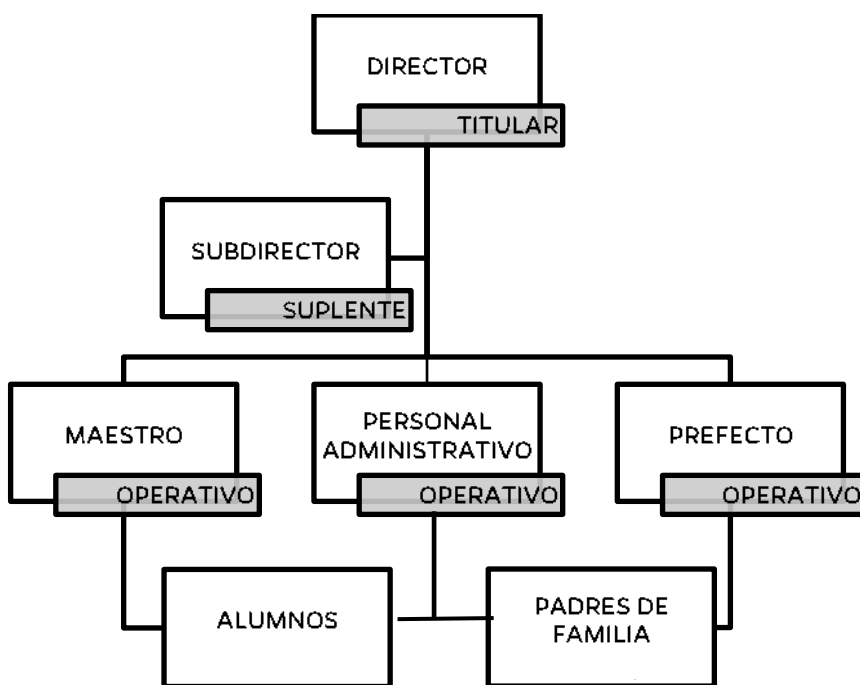 DIRECTOR
TITULAR
SUBDIRECTOR
SUPLENTE
MAESTRO
OPERATIVO
PERSONAL
ADMINISTRATIVO
OPERATIVO
PREFECTO
OPERATIVO
ALUMNOS
PADRES DE
FAMILIA